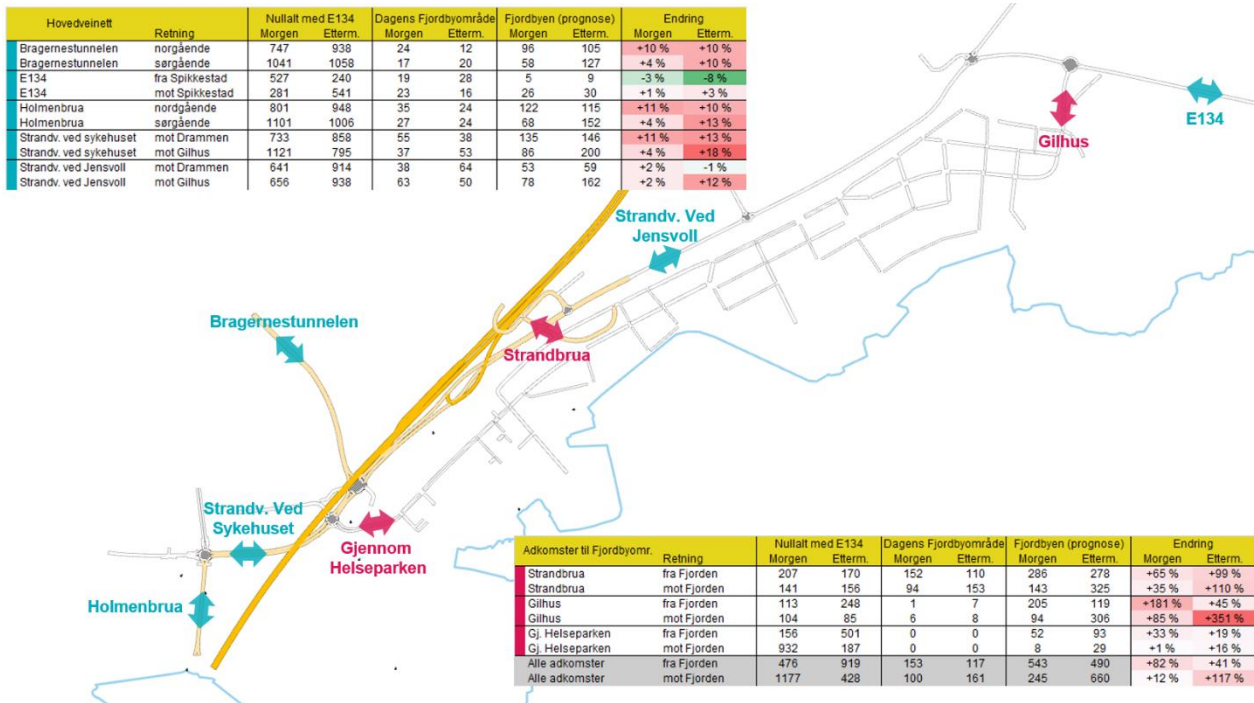 Hovedveinett Retning Nullalt med E134 Dagens Fjordbyområde Fjordbyen (prognose) Endring
Morgen Etterm. Morgen Etterm. Morgen Etterm. Morgen Etterm.
Bragernestunnelen norgående 747 938 24 12 96 105 +10 % +10 %
Bragernestunnelen sørgående 1041 1058 17 20 58 127 +4 % +10 %
E134 fra Spikkestad 527 240 19 28 5 9 -3 % -8 %
E134 mot Spikkestad 281 541 23 16 26 30 +1 % +3 %
Holmenbrua nordgående 801 948 35 24 122 115 +11 % +10 %
Holmenbrua sørgående 1101 1006 27 24 68 152 +4 % +13 %
Strandv. ved sykehuset mot Drammen 733 858 55 38 135 146 +11 % +13 %
Strandv. ved sykehuset mot Gilhus 1121 795 37 53 86 200 +4 % +18 %
Strandv. ved Jensvoll mot Drammen 641 914 38 64 53 59 +2 % -1 %
Strandv. ved Jensvoll mot Gilhus 656 938 63 50 78 162 +2 % +12 %
E134
Gilhus
Strandv. Ved
Jensvoll
Bragernestunnelen
Strandbrua
Strandv. Ved
Sykehuset
Gjennom
Helseparken
Holmenbrua
Adkomster til Fjordbyomr. Retning Nullalt med E134 Dagens Fjordbyområde Fjordbyen (prognose) Endring
Morgen Etterm. Morgen Etterm. Morgen Etterm. Morgen Etterm.
Strandbrua fra Fjorden 207 170 152 110 286 278 +65 % +99 %
Strandbrua mot Fjorden 141 156 94 153 143 325 +35 % +110 %
Gilhus fra Fjorden 113 248 1 7 205 119 +181 % +45 %
Gilhus mot Fjorden 104 85 6 8 94 306 +85 % +351 %
Gj. Helseparken fra Fjorden 156 501 0 0 52 93 +33 % +19 %
Gj. Helseparken mot Fjorden 932 187 0 0 8 29 +1 % +16 %
Alle adkomster fra Fjorden 476 919 153 117 543 490 +82 % +41 %
Alle adkomster mot Fjorden 1177 428 100 161 245 660 +12 % +117 %